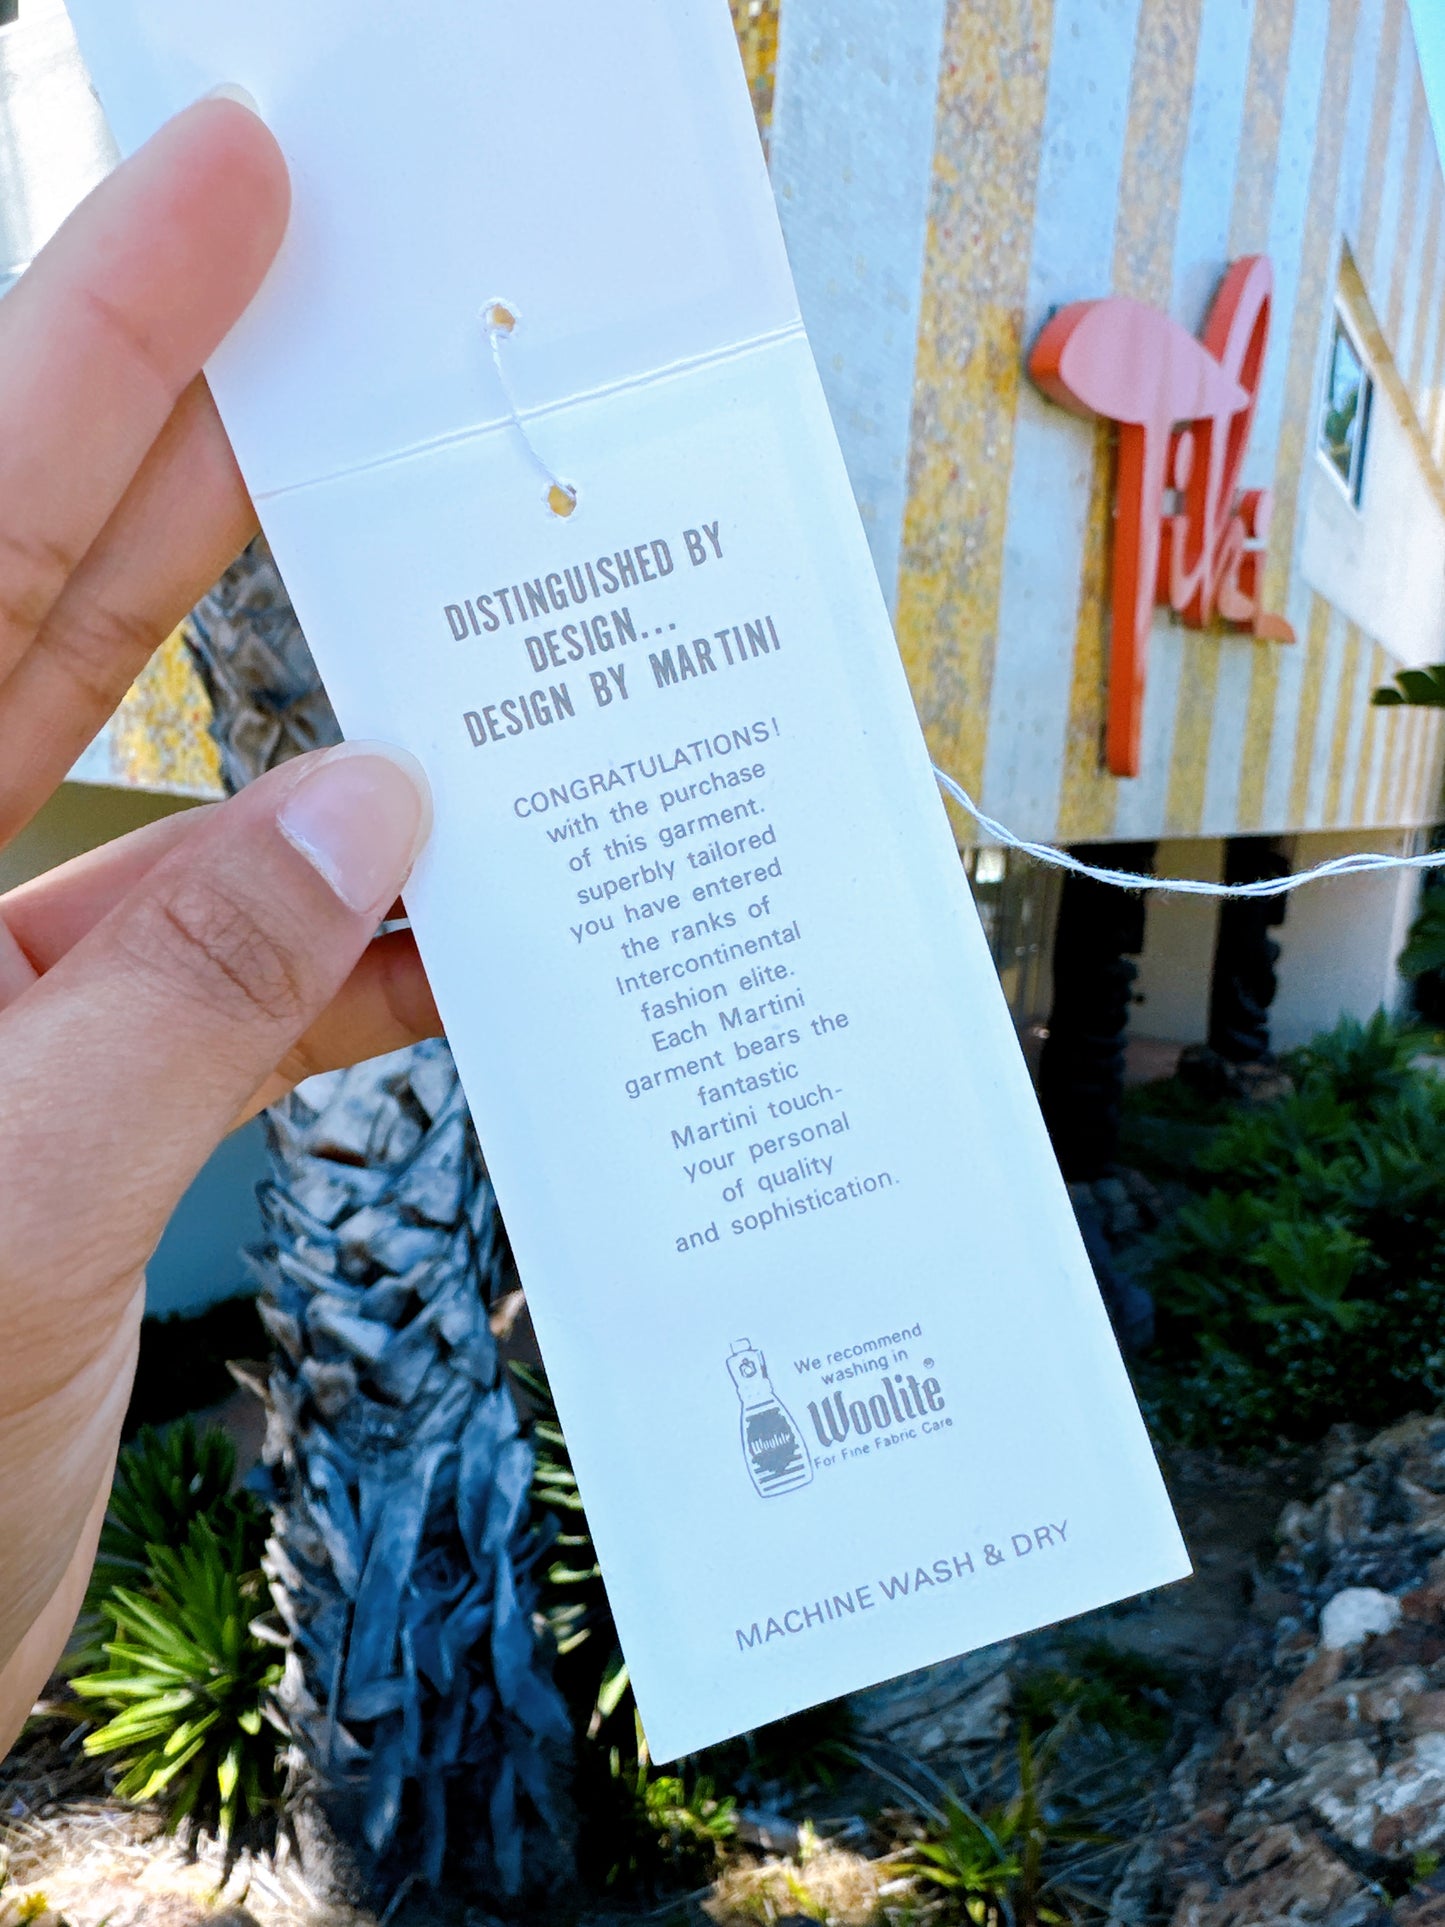 DISTINGUISHED BY
DESIGN...
DESIGN BY MARTINI
CONGRATULATIONS!
with the purchase
of this garment.
superbly tailored
you have entered
the ranks of
Intercontinental
fashion elite.
Each Martini
garment bears the
fantastic
Martini touch-
your personal
of quality
and sophistication.
We recommend
washing in
Woolite®
For Fine Fabric Care
Woolite
MACHINE WASH & DRY
Tiki